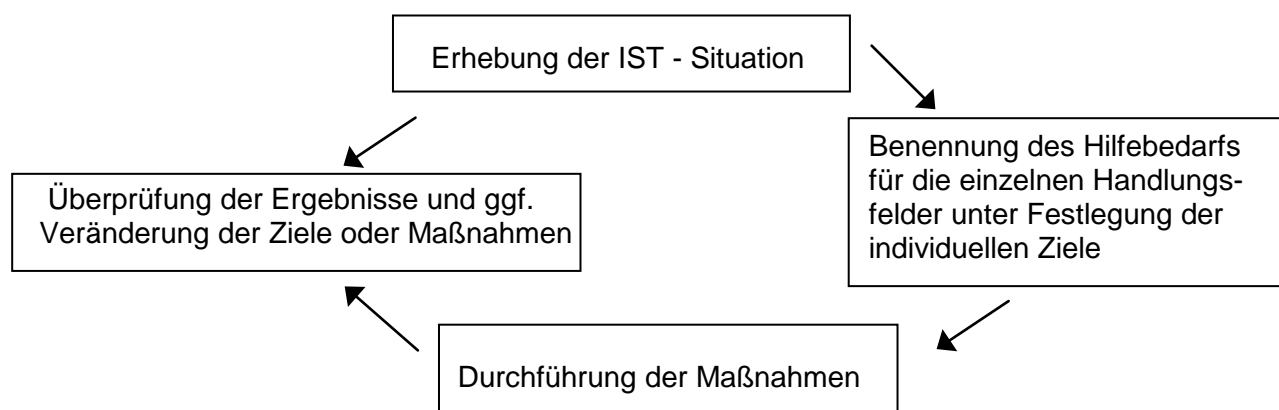 Erhebung der IST - Situation
Benennung des Hilfebedarfs
für die einzelnen Handlungs-
felder unter Festlegung der
individuellen Ziele
Überprüfung der Ergebnisse und ggf.
Veränderung der Ziele oder Maßnahmen
Durchführung der Maßnahmen